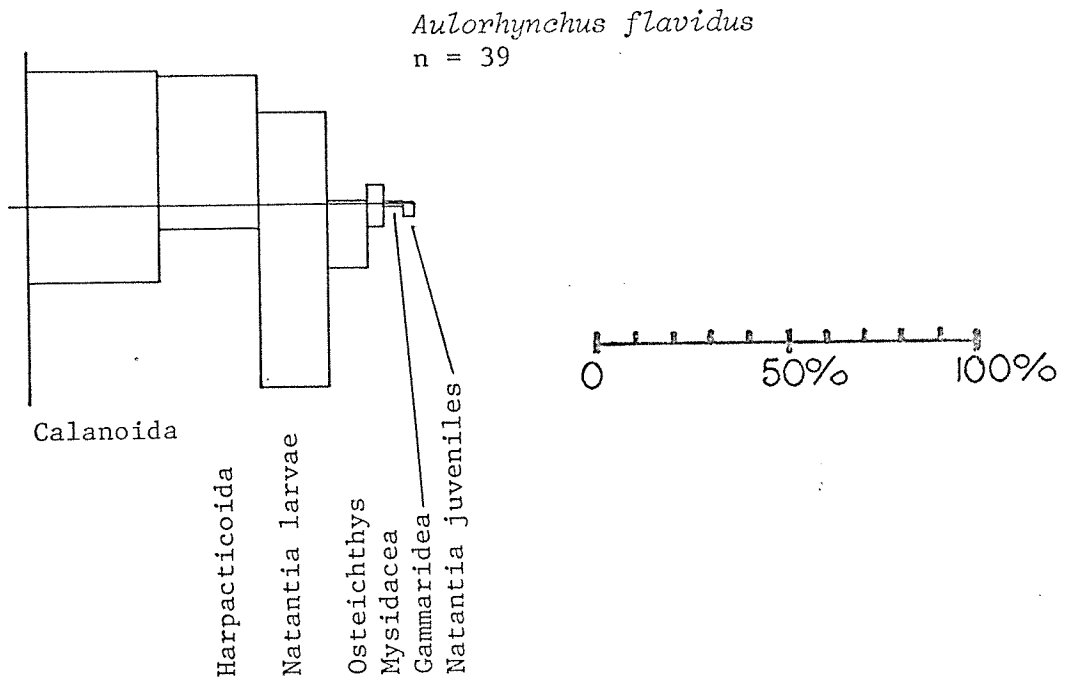 Aulorhynchus flavidus
n = 39
0 50% 100%
Calanoida
Harpacticoida
Natantia larvae
Osteichthys
Mysidacea
Gammaridea
Natantia juveniles